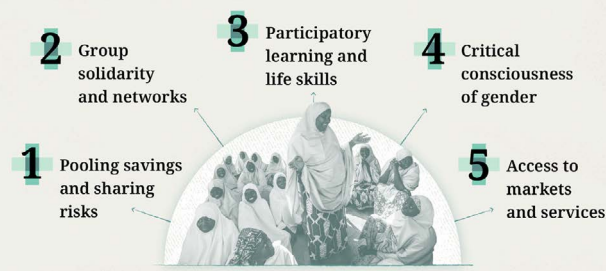 1
Pooling savings
and sharing
risks
2
Group
solidarity
and networks
3
Participatory
learning and
life skills
4
Critical
consciousness
of gender
5
Access to
markets
and services